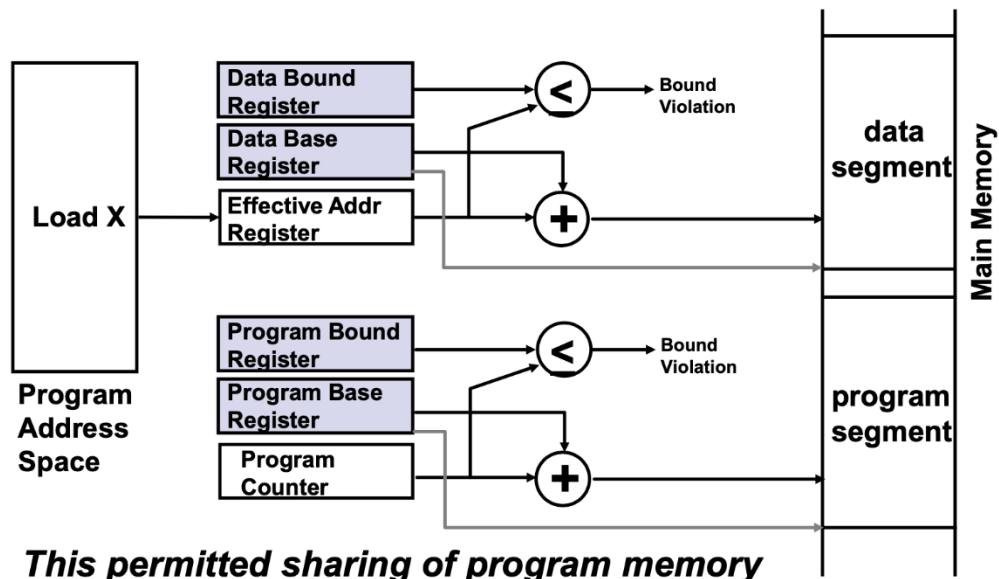 Data Bound
Register
≤
Bound
Violation
Data Base
Register
data
segment
Load X
Effective Addr
Register
+
Main Memory
Program Bound
Register
≤
Bound
Violation
Program
Address
Space
Program Base
Register
program
segment
Program
Counter
+
This permitted sharing of program memory